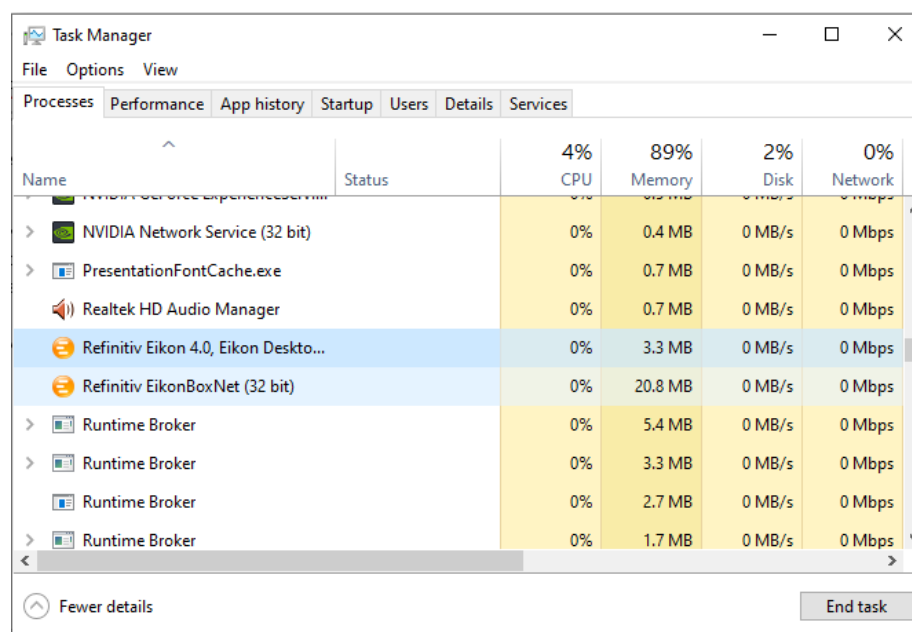 Task Manager
File Options View
Processes Performance App history Startup Users Details Services
4% 89% 2% 0%
Name Status CPU Memory Disk Network
NVIDIA Network Service (32 bit) 0% 0.4 MB 0 MB/s 0 Mbps
PresentationFontCache.exe 0% 0.7 MB 0 MB/s 0 Mbps
Realtek HD Audio Manager 0% 0.7 MB 0 MB/s 0 Mbps
Refinitiv Eikon 4.0, Eikon Deskto... 0% 3.3 MB 0 MB/s 0 Mbps
Refinitiv EikonBoxNet (32 bit) 0% 20.8 MB 0 MB/s 0 Mbps
Runtime Broker 0% 5.4 MB 0 MB/s 0 Mbps
Runtime Broker 0% 3.3 MB 0 MB/s 0 Mbps
Runtime Broker 0% 2.7 MB 0 MB/s 0 Mbps
Runtime Broker 0% 1.7 MB 0 MB/s 0 Mbps
Fewer details End task